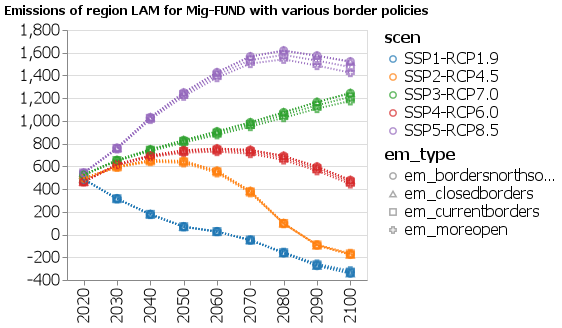 Emissions of region LAM for Mig-FUND with various border policies
1,800
1,600
1,400
1,200
1,000
800
600
400
200
0
-200
-400
2020
2030
2040
2050
2060
2070
2080
2090
2100
scen
SSP1-RCP1.9
SSP2-RCP4.5
SSP3-RCP7.0
SSP4-RCP6.0
SSP5-RCP8.5
em_type
em_bordersnorthso...
em_closedborders
em_currentborders
em_moreopen